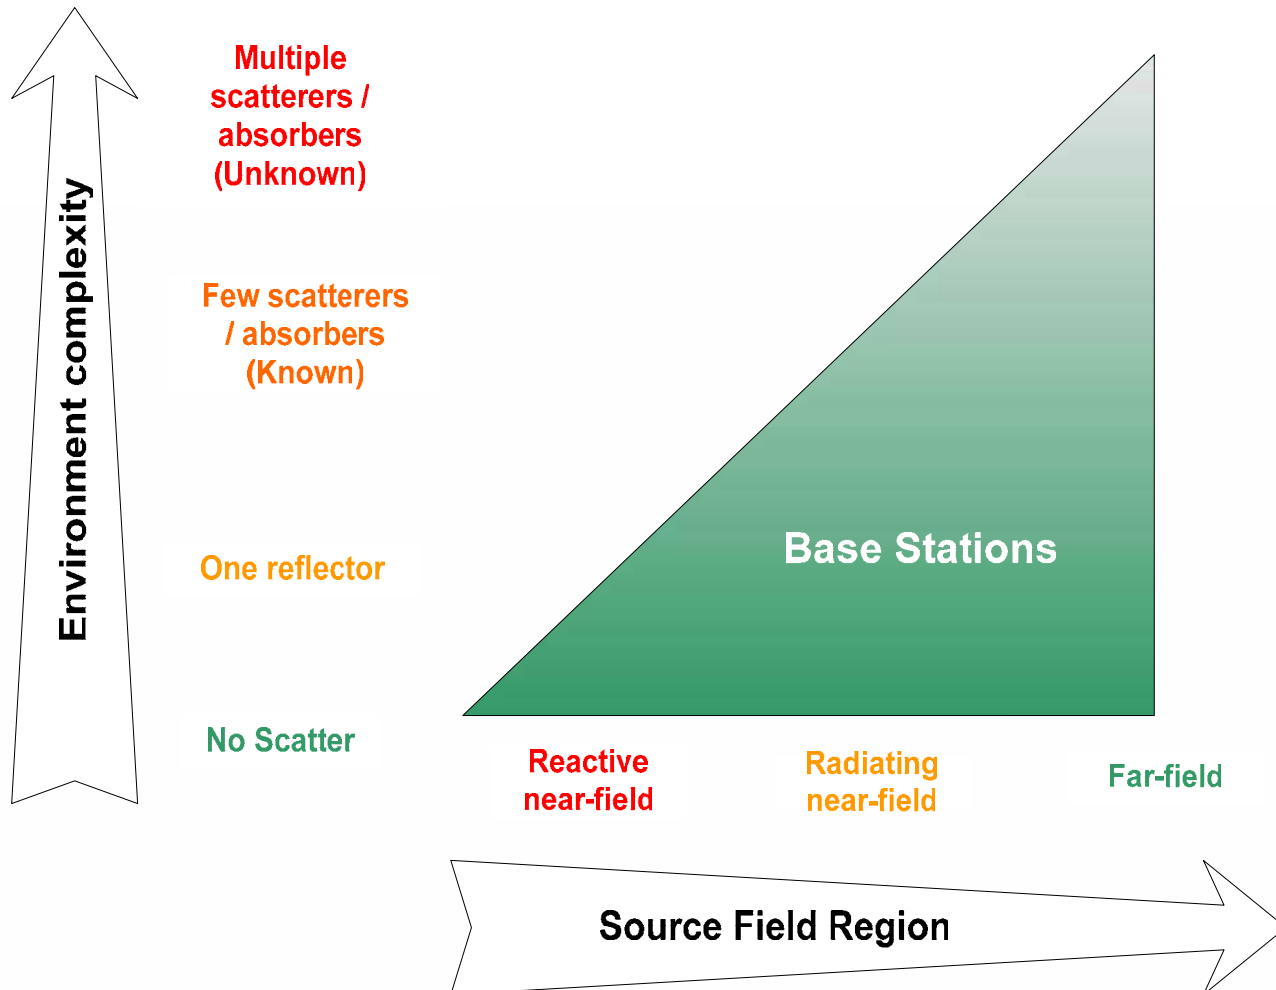 Multiple
scatterers /
absorbers
(Unknown)
Environment complexity
Few scatterers
/ absorbers
(Known)
One reflector
Base Stations
No Scatter
Reactive
near-field
Radiating
near-field
Far-field
Source Field Region